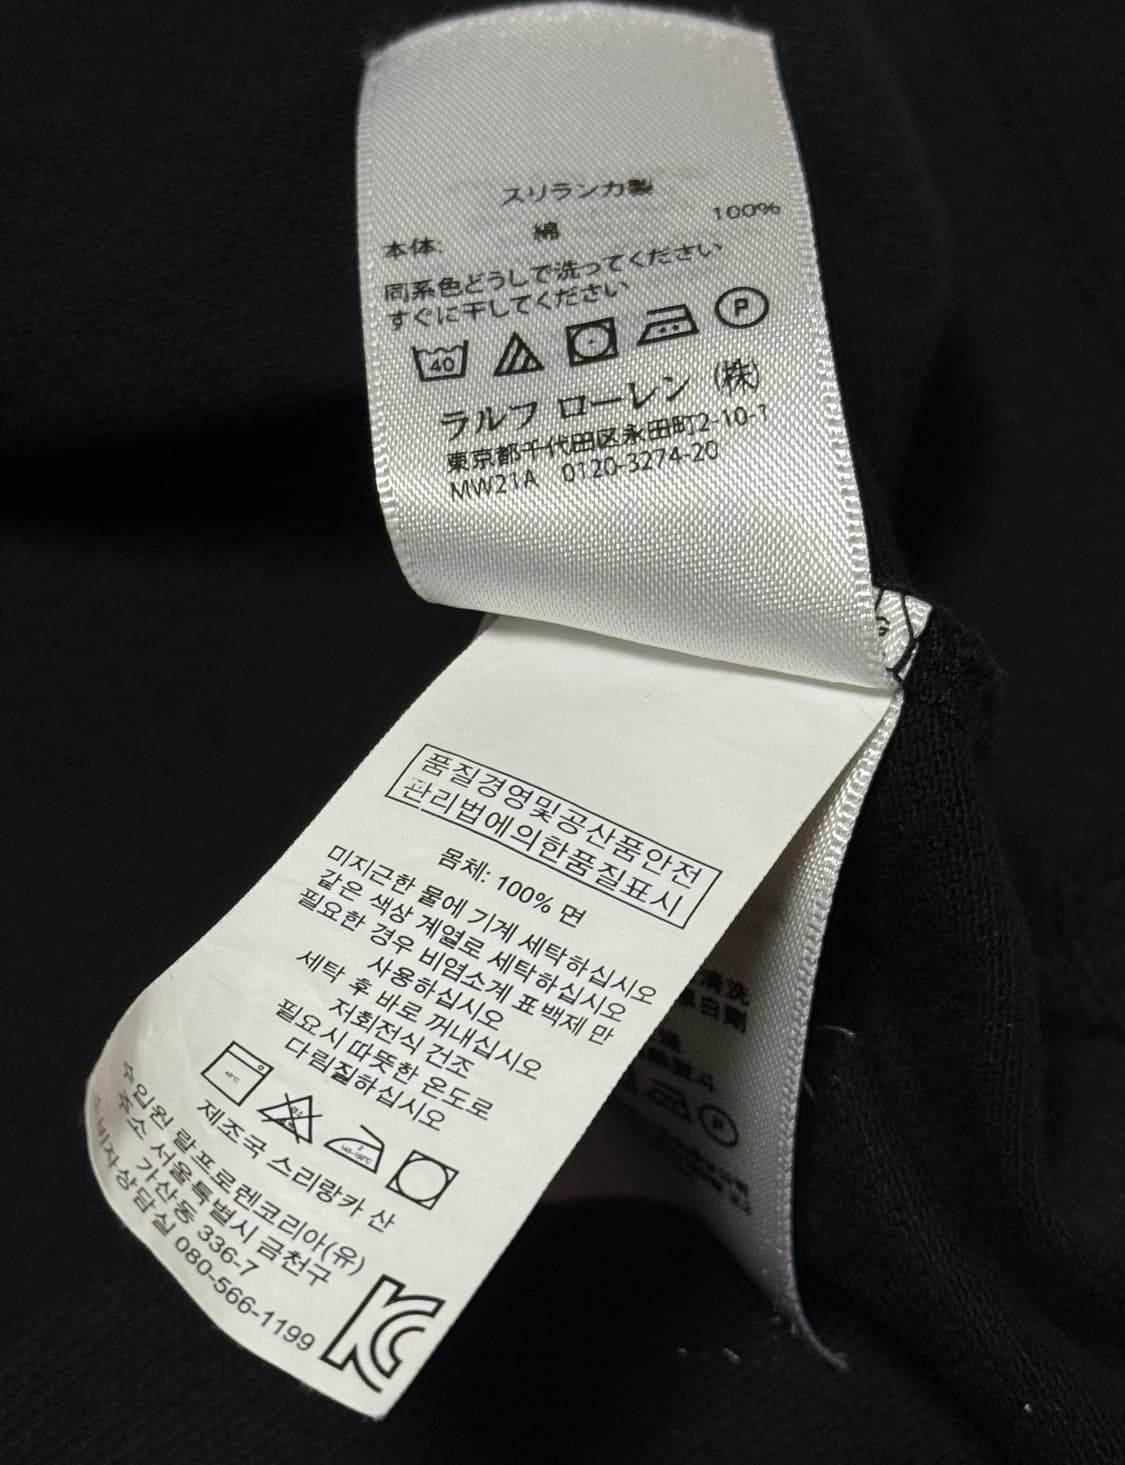 スリランカ製
本体: 綿 100%
同系色どうしで洗ってください
すぐに干してください
40
P
ラルフ ローレン (株)
東京都千代田区永田町2-10-1
MW21A 0120-3274-20
품질경영및공산품안전
관리법에의한품질표시
몸체: 100% 면
미지근한 물에 기계 세탁하십시오
같은 색상 계열로 세탁하십시오
필요한 경우 비염소계 표백제 만
사용하십시오
세탁 후 바로 꺼내십시오
저회전식 건조
필요시 따뜻한 온도로
다림질하십시오
제조국 스리랑카 산
수입원 랄프로렌코리아(유)
주소 서울특별시 금천구
가산동 336-7
소비자상담실 080-566-1199
清洗
白劑
P